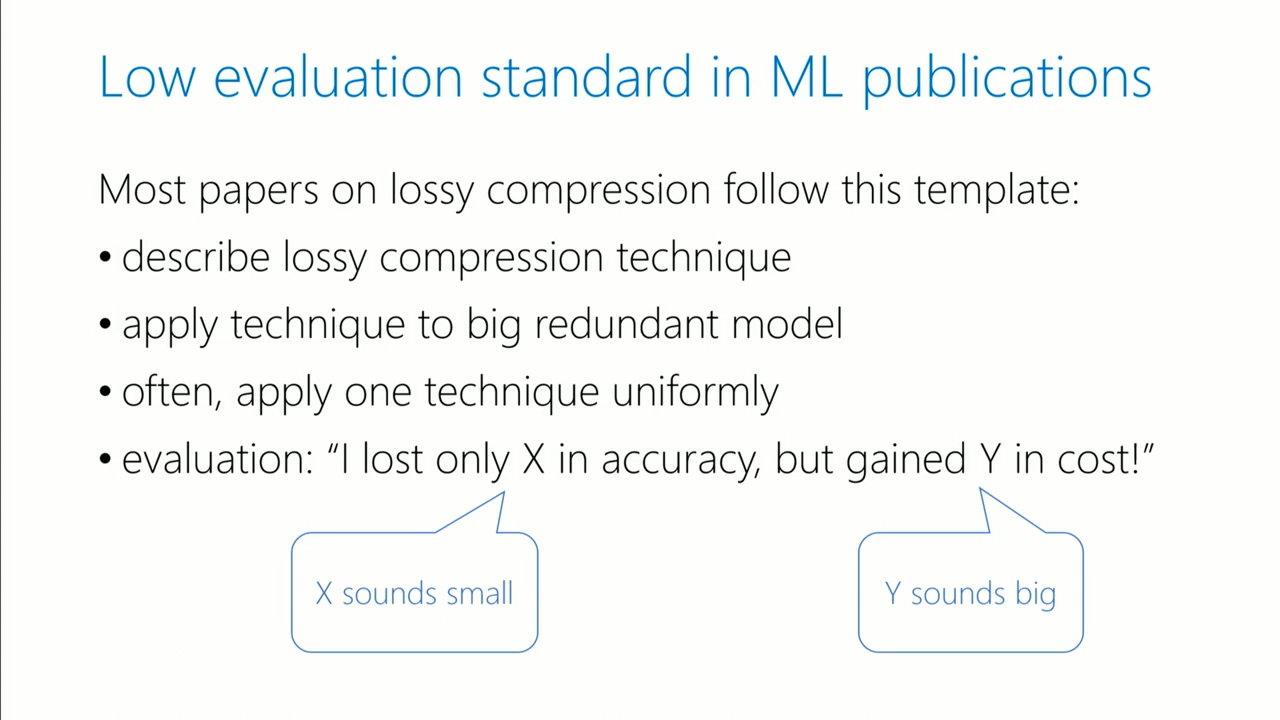 Low evaluation standard in ML publications
Most papers on lossy compression follow this template:
• describe lossy compression technique
• apply technique to big redundant model
• often, apply one technique uniformly
• evaluation: “I lost only X in accuracy, but gained Y in cost!”
X sounds small
Y sounds big